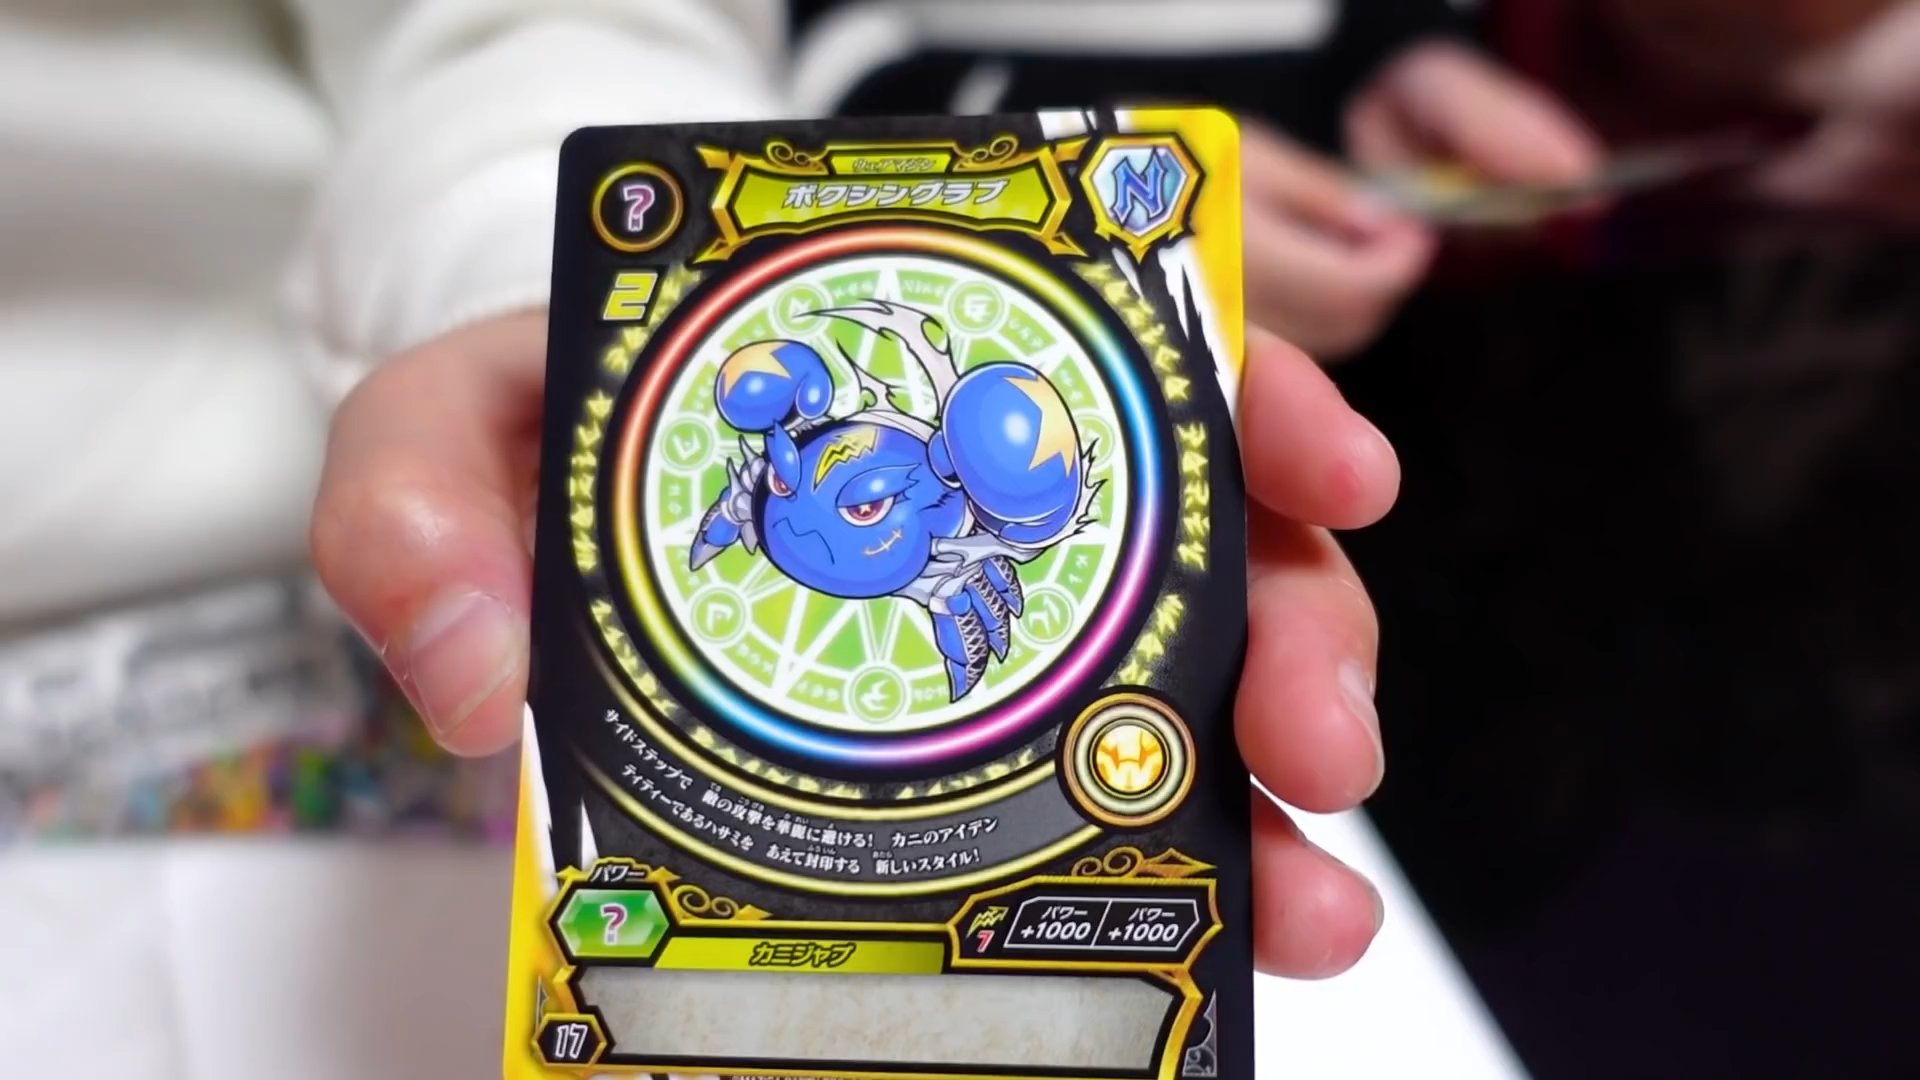 ?
ウェアマジン
ボクシングラブ
N
2
サイドステップで 敵の攻撃を華麗に避ける! カニのアイデン
ティティーであるハサミを あえて封印する 新しいスタイル!
パワー
?
7
パワー
+1000
パワー
+1000
カニジャブ
17